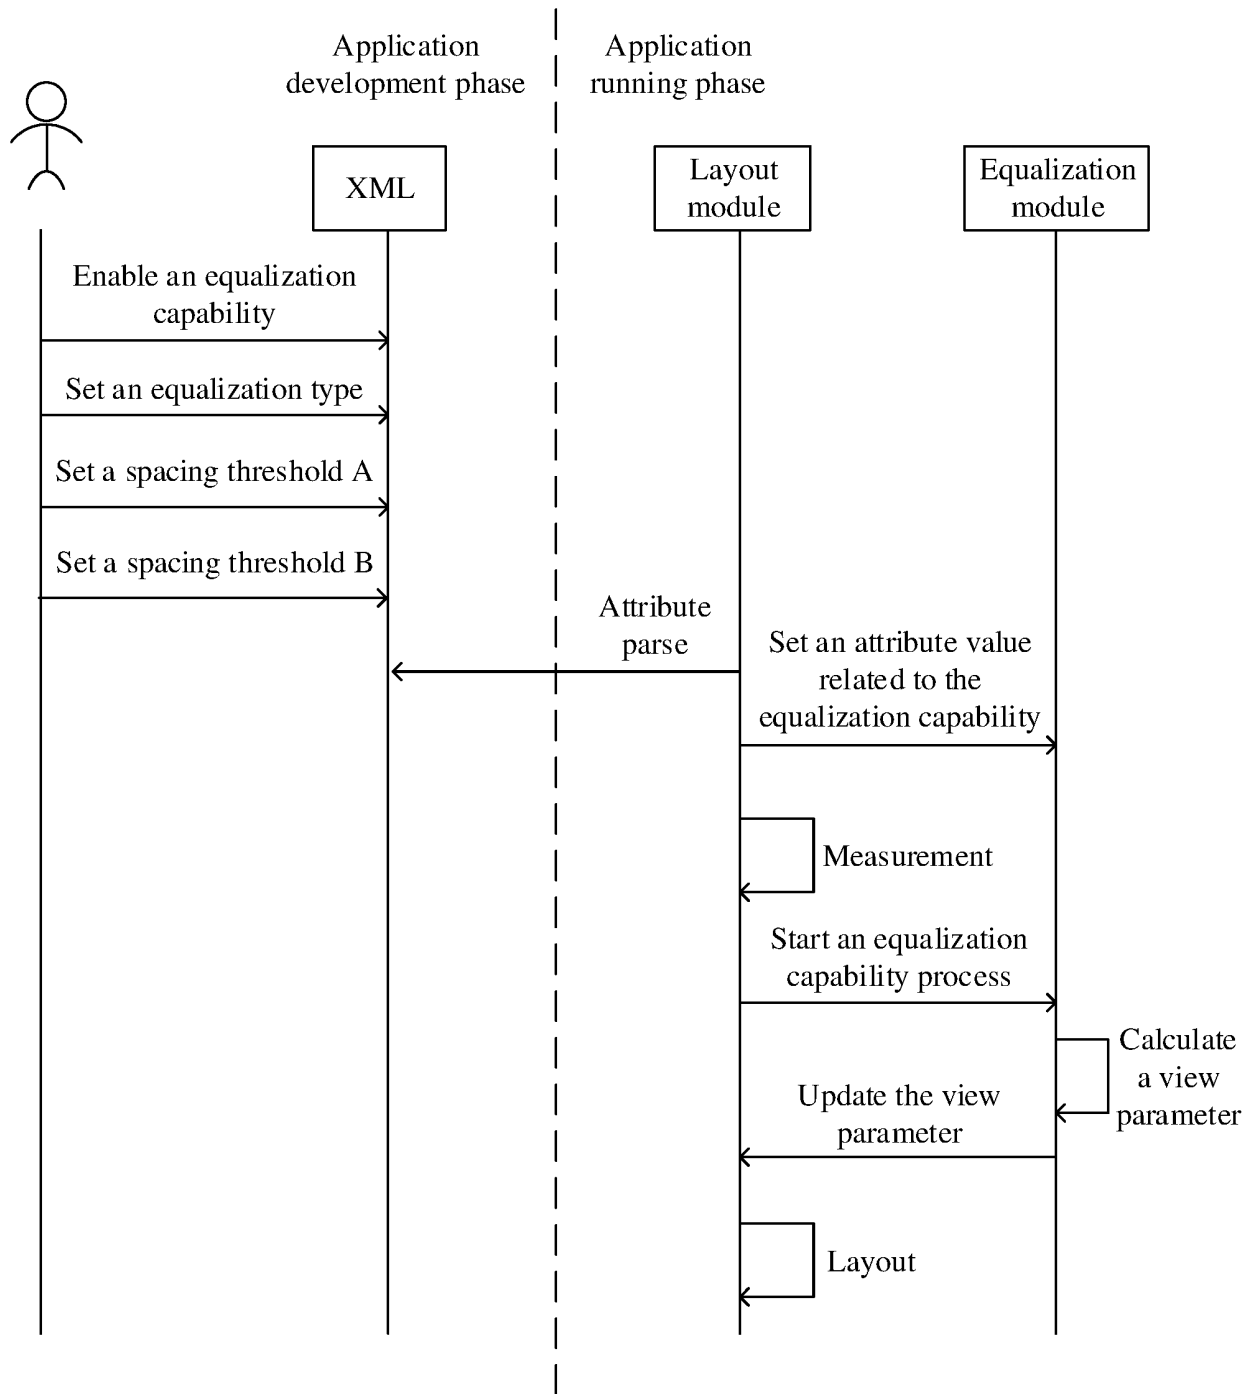 Application
development phase
Application
running phase
XML
Layout
module
Equalization
module
Enable an equalization
capability
Set an equalization type
Set a spacing threshold A
Set a spacing threshold B
Attribute
parse
Set an attribute value
related to the
equalization capability
Measurement
Start an equalization
capability process
Calculate
a view
parameter
Update the view
parameter
Layout